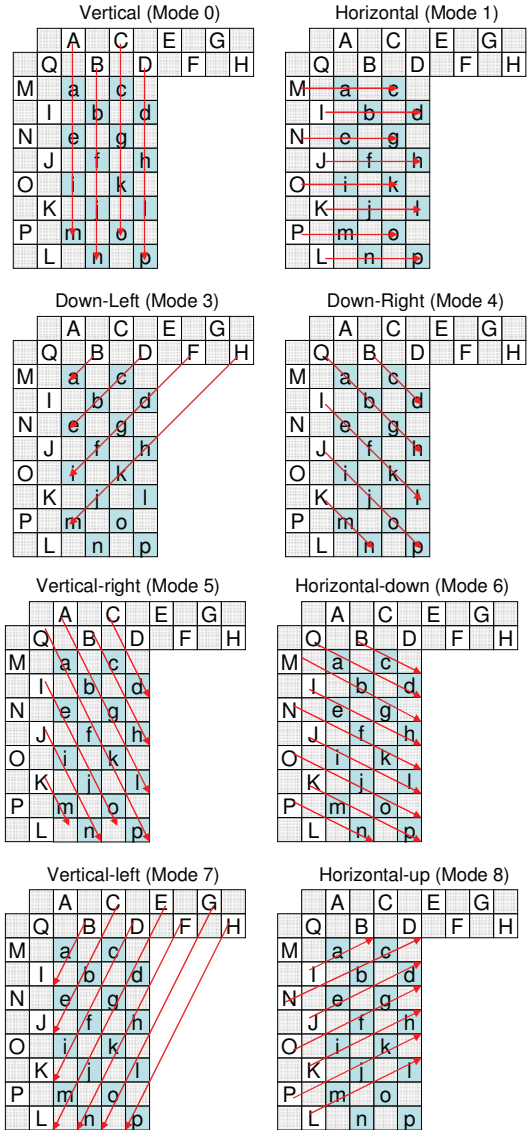 Vertical (Mode 0)
A C E G
Q B D F H
M a c
I b d
N e g
J f h
O i k
K j l
P m o
L n p
Horizontal (Mode 1)
A C E G
Q B D F H
M a c
I b d
N e g
J f h
O i k
K j l
P m o
L n p
Down-Left (Mode 3)
A C E G
Q B D F H
M a c
I b d
N e g
J f h
O i k
K j l
P m o
L n p
Down-Right (Mode 4)
A C E G
Q B D F H
M a c
I b d
N e g
J f h
O i k
K j l
P m o
L n p
Vertical-right (Mode 5)
A C E G
Q B D F H
M a c
I b d
N e g
J f h
O i k
K j l
P m o
L n p
Horizontal-down (Mode 6)
A C E G
Q B D F H
M a c
I b d
N e g
J f h
O i k
K j l
P m o
L n p
Vertical-left (Mode 7)
A C E G
Q B D F H
M a c
I b d
N e g
J f h
O i k
K j l
P m o
L n p
Horizontal-up (Mode 8)
A C E G
Q B D F H
M a c
I b d
N e g
J f h
O i k
K j l
P m o
L n p